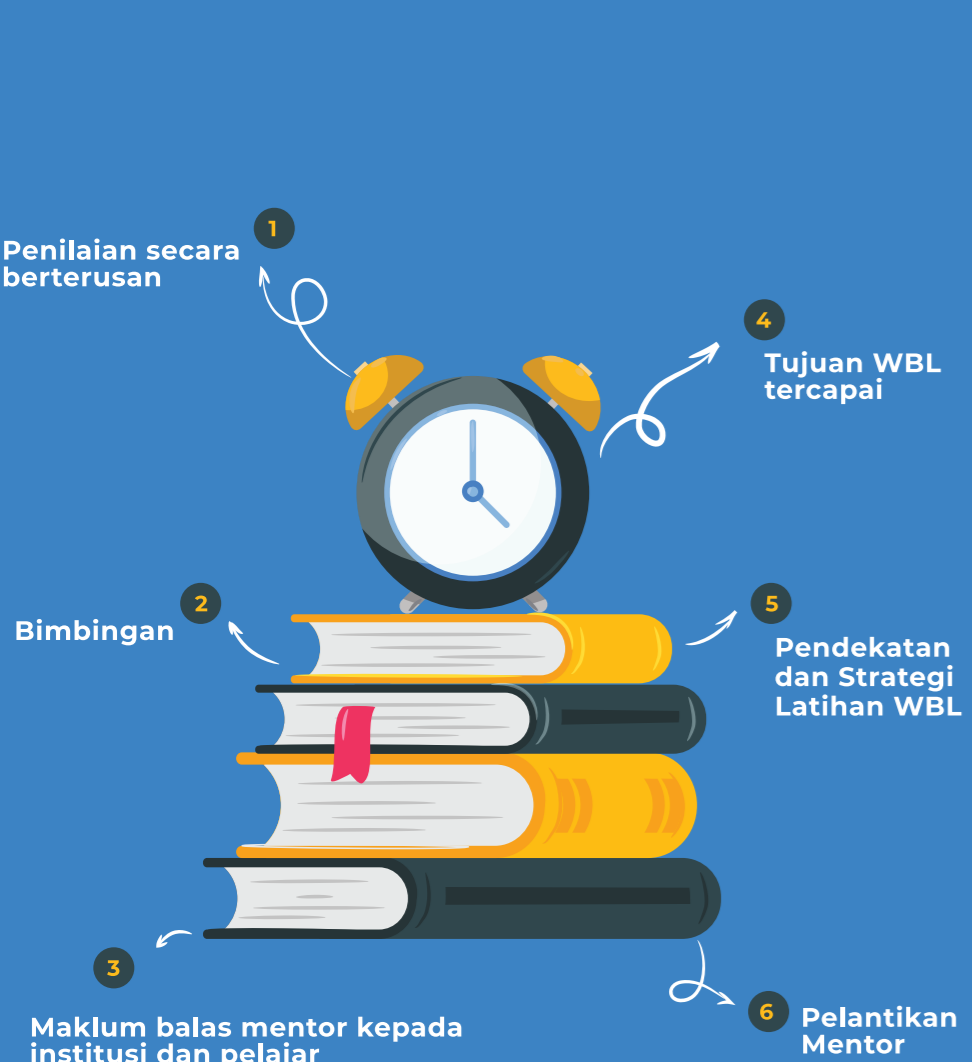 1
Penilaian secara
berterusan
2
Bimbingan
3
Maklum balas mentor kepada
institusi dan pelajar
4
Tujuan WBL
tercapai
5
Pendekatan
dan Strategi
Latihan WBL
6
Pelantikan
Mentor